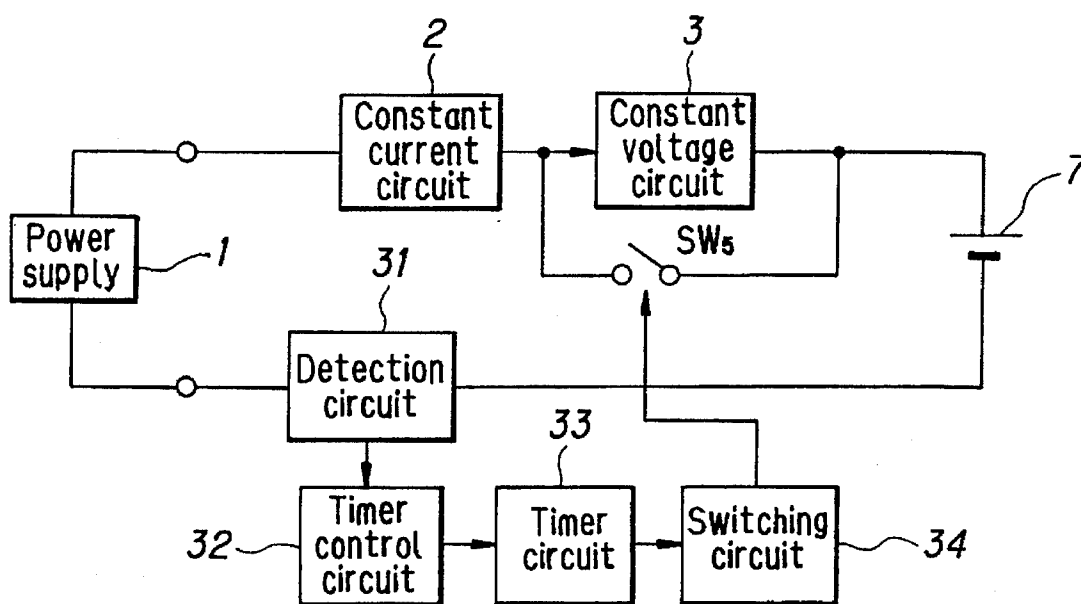 2
3
Constant
current
circuit
Constant
voltage
circuit
7
Power
supply
1
SW5
31
Detection
circuit
33
32
Timer
control
circuit
Timer
circuit
Switching
circuit
34